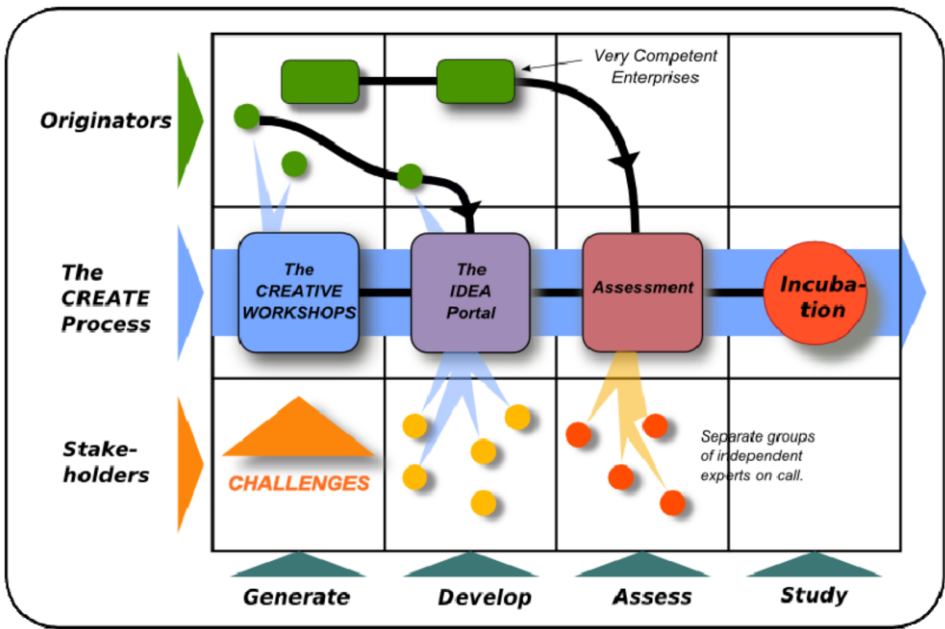 Very Competent
Enterprises
Originators
The
CREATE
Process
The
CREATIVE
WORKSHOPS
The
IDEA
Portal
Assessment
Incuba-
tion
Stake-
holders
CHALLENGES
Separate groups
of independent
experts on call.
Generate
Develop
Assess
Study